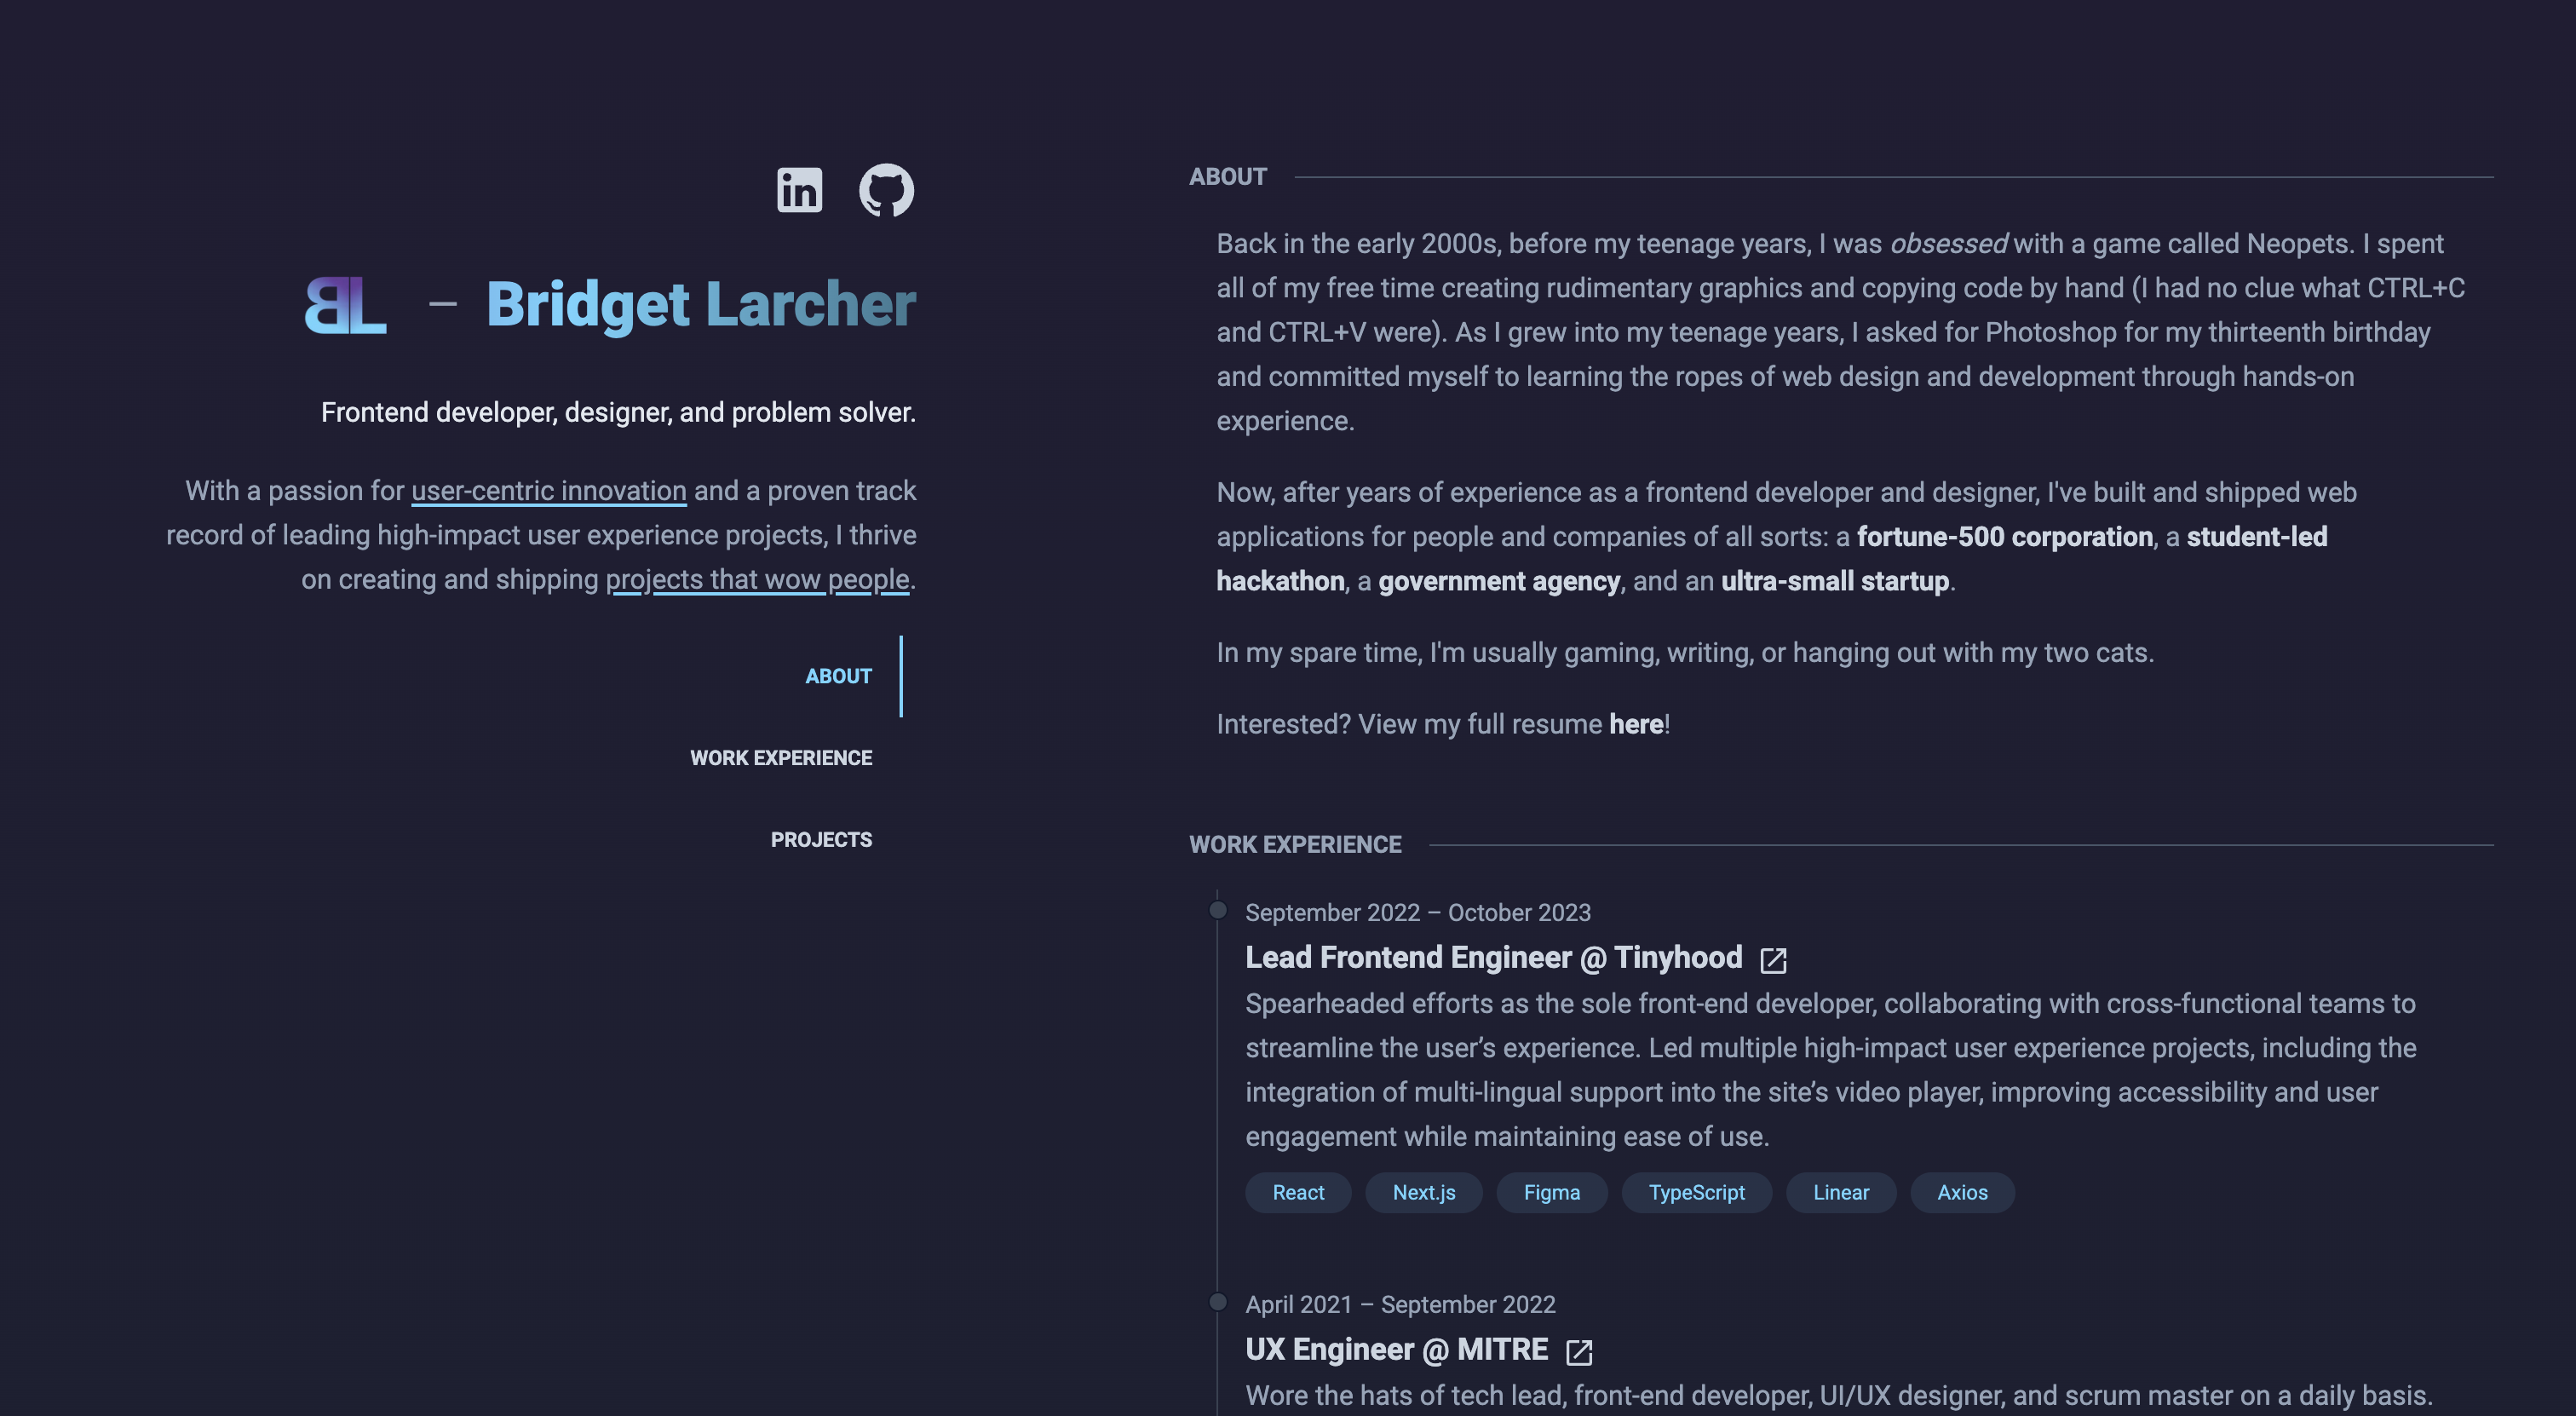 in
BL – Bridget Larcher
Frontend developer, designer, and problem solver.
With a passion for user-centric innovation and a proven track
record of leading high-impact user experience projects, I thrive
on creating and shipping projects that wow people.
ABOUT
WORK EXPERIENCE
PROJECTS
ABOUT
Back in the early 2000s, before my teenage years, I was obsessed with a game called Neopets. I spent
all of my free time creating rudimentary graphics and copying code by hand (I had no clue what CTRL+C
and CTRL+V were). As I grew into my teenage years, I asked for Photoshop for my thirteenth birthday
and committed myself to learning the ropes of web design and development through hands-on
experience.
Now, after years of experience as a frontend developer and designer, I've built and shipped web
applications for people and companies of all sorts: a fortune-500 corporation, a student-led
hackathon, a government agency, and an ultra-small startup.
In my spare time, I'm usually gaming, writing, or hanging out with my two cats.
Interested? View my full resume here!
WORK EXPERIENCE
September 2022 – October 2023
Lead Frontend Engineer @ Tinyhood
Spearheaded efforts as the sole front-end developer, collaborating with cross-functional teams to
streamline the user’s experience. Led multiple high-impact user experience projects, including the
integration of multi-lingual support into the site’s video player, improving accessibility and user
engagement while maintaining ease of use.
React Next.js Figma TypeScript Linear Axios
April 2021 – September 2022
UX Engineer @ MITRE
Wore the hats of tech lead, front-end developer, UI/UX designer, and scrum master on a daily basis.